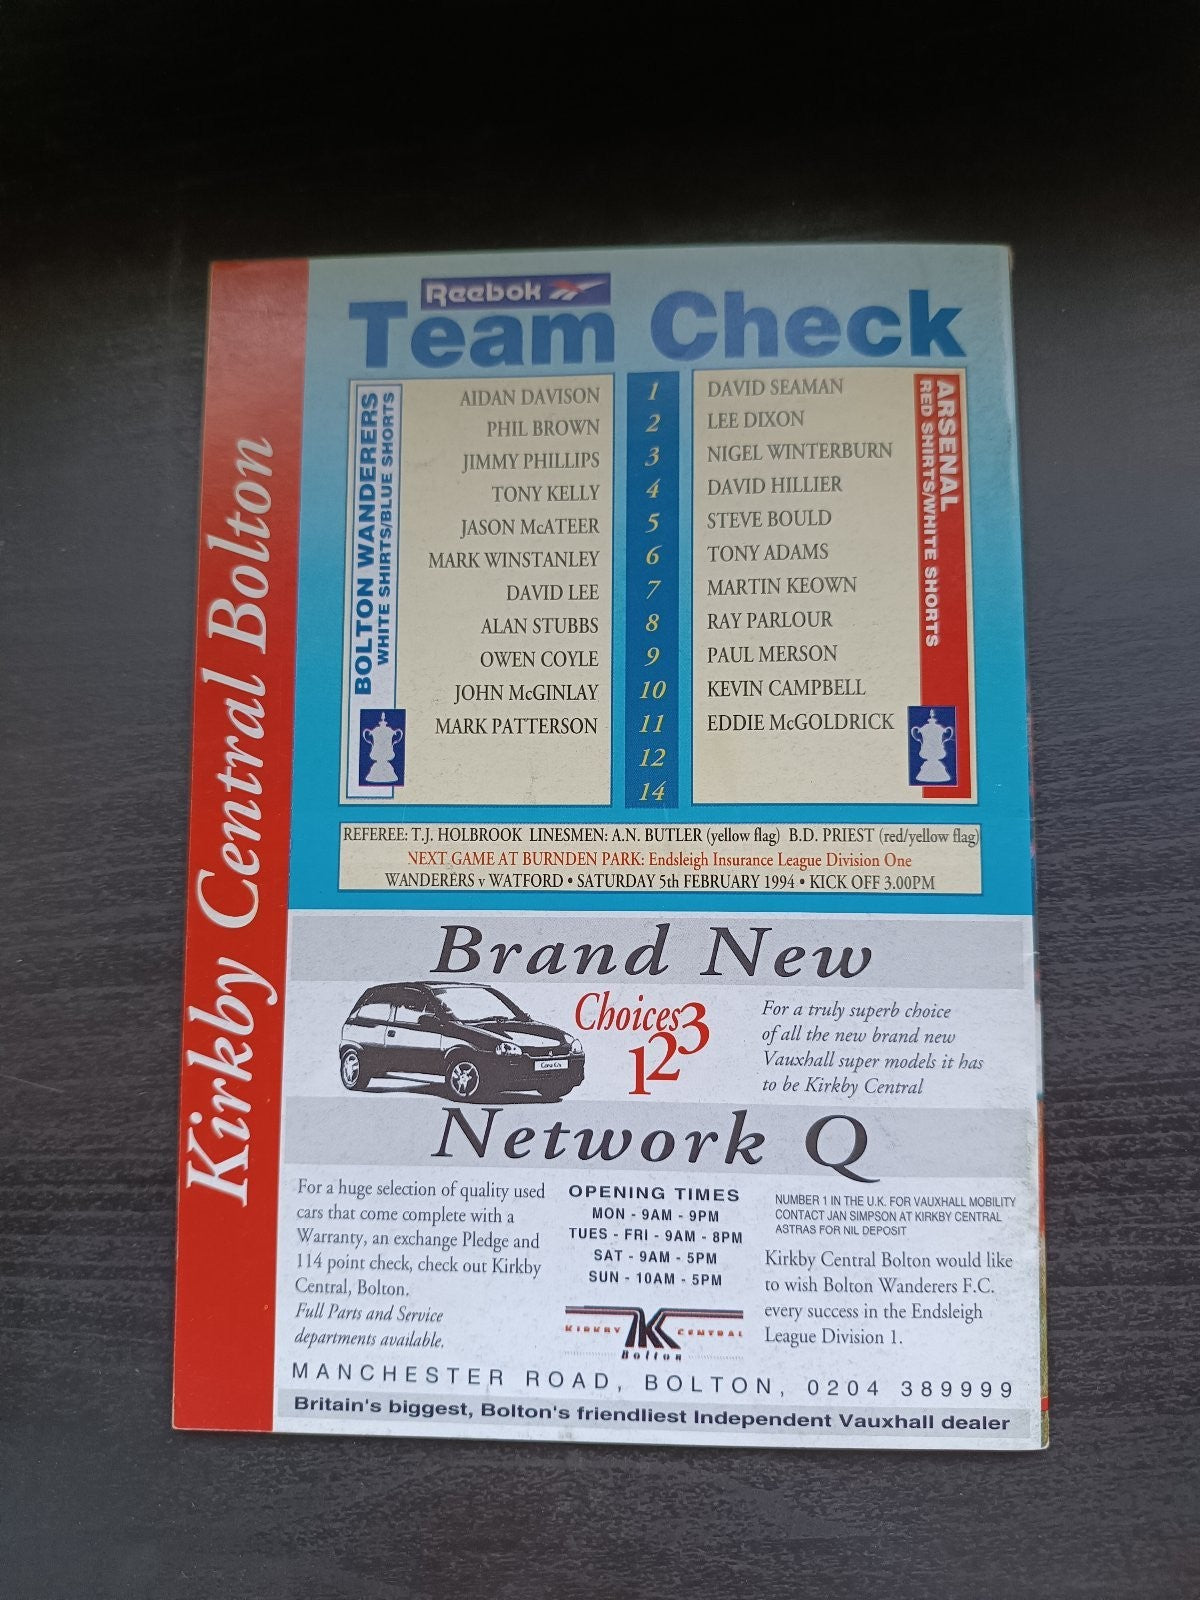 Kirkby Central Bolton
Reebok
Team Check
BOLTON WANDERERS
WHITE SHIRTS/BLUE SHORTS
AIDAN DAVISON 1 DAVID SEAMAN
PHIL BROWN 2 LEE DIXON
JIMMY PHILLIPS 3 NIGEL WINTERBURN
TONY KELLY 4 DAVID HILLIER
JASON McATEER 5 STEVE BOULD
MARK WINSTANLEY 6 TONY ADAMS
DAVID LEE 7 MARTIN KEOWN
ALAN STUBBS 8 RAY PARLOUR
OWEN COYLE 9 PAUL MERSON
JOHN McGINLAY 10 KEVIN CAMPBELL
MARK PATTERSON 11 EDDIE McGOLDRICK
12
14
ARSENAL
RED SHIRTS/WHITE SHORTS
REFEREE: T.J. HOLBROOK LINESMEN: A.N. BUTLER (yellow flag) B.D. PRIEST (red/yellow flag)
NEXT GAME AT BURNDEN PARK: Endsleigh Insurance League Division One
WANDERERS v WATFORD • SATURDAY 5th FEBRUARY 1994 • KICK OFF 3.00PM
Brand New
Choices
1 2 3
For a truly superb choice
of all the new brand new
Vauxhall super models it has
to be Kirkby Central
Network Q
For a huge selection of quality used
cars that come complete with a
Warranty, an exchange Pledge and
114 point check, check out Kirkby
Central, Bolton.
Full Parts and Service
departments available.
OPENING TIMES
MON - 9AM - 9PM
TUES - FRI - 9AM - 8PM
SAT - 9AM - 5PM
SUN - 10AM - 5PM
KIRKBY K CENTRAL
Bolton
NUMBER 1 IN THE U.K. FOR VAUXHALL MOBILITY
CONTACT JAN SIMPSON AT KIRKBY CENTRAL
ASTRAS FOR NIL DEPOSIT
Kirkby Central Bolton would like
to wish Bolton Wanderers F.C.
every success in the Endsleigh
League Division 1.
MANCHESTER ROAD, BOLTON, 0204 389999
Britain's biggest, Bolton's friendliest Independent Vauxhall dealer